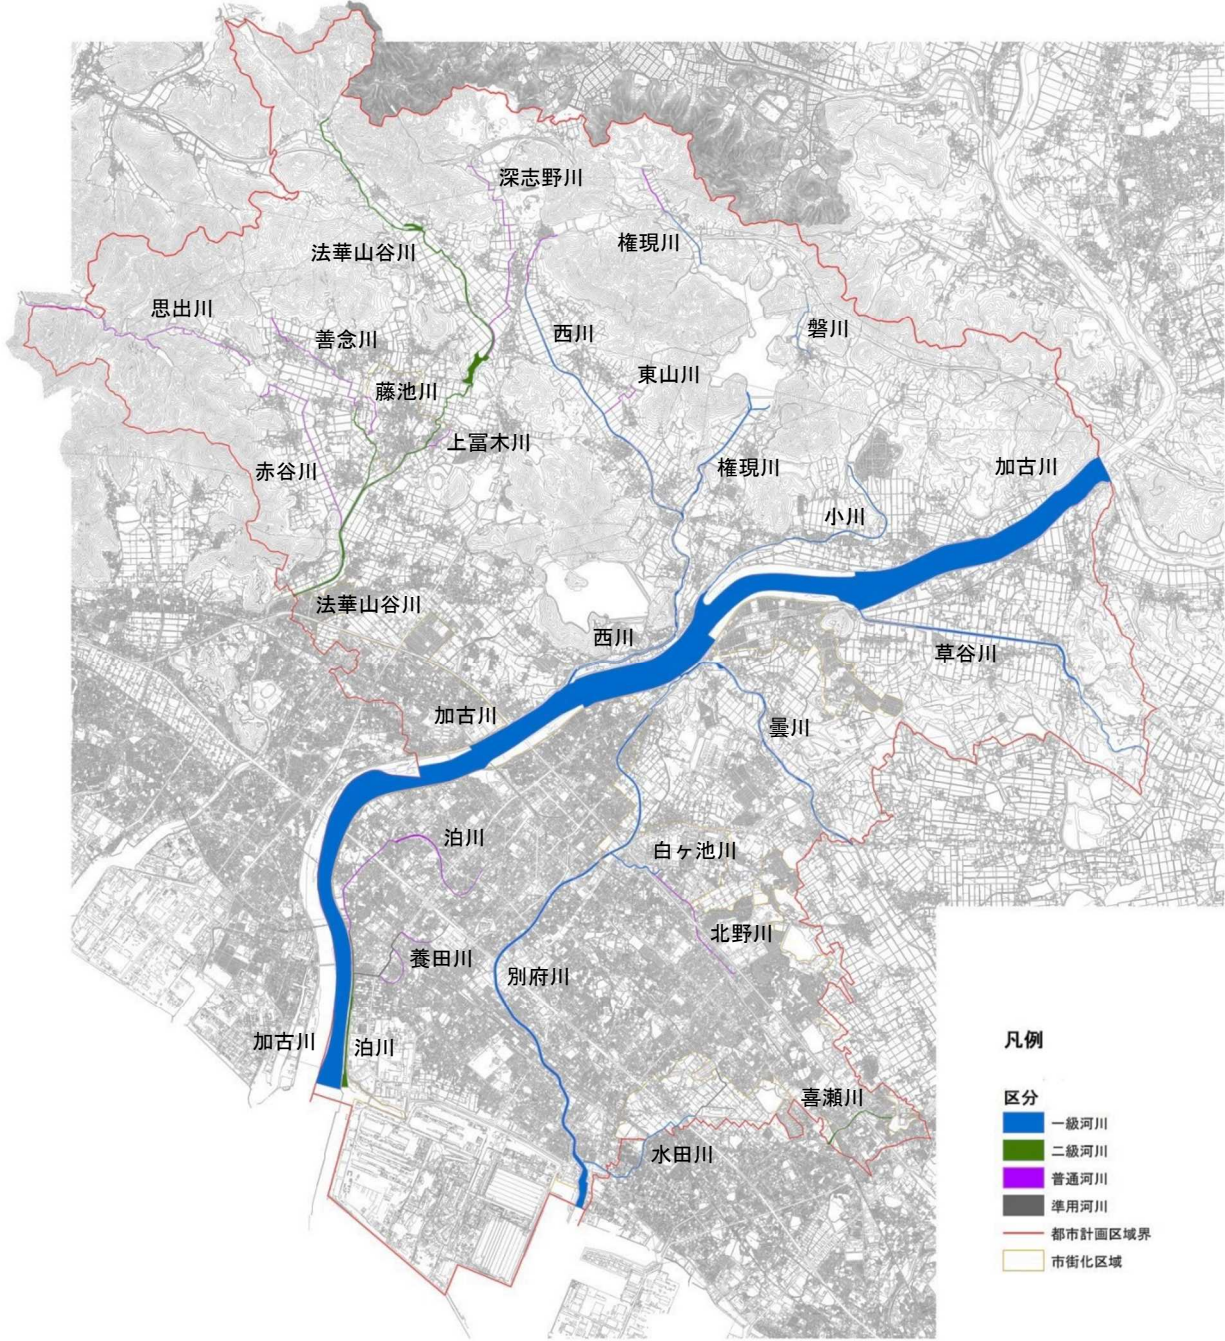 深志野川
権現川
法華山谷川
思出川
磐川
西川
善念川
東山川
藤池川
上冨木川
権現川
加古川
赤谷川
小川
法華山谷川
西川
草谷川
加古川
曇川
泊川
白ヶ池川
北野川
養田川
別府川
加古川
泊川
喜瀬川
水田川
凡例
区分
一級河川
二級河川
普通河川
準用河川
都市計画区域界
市街化区域